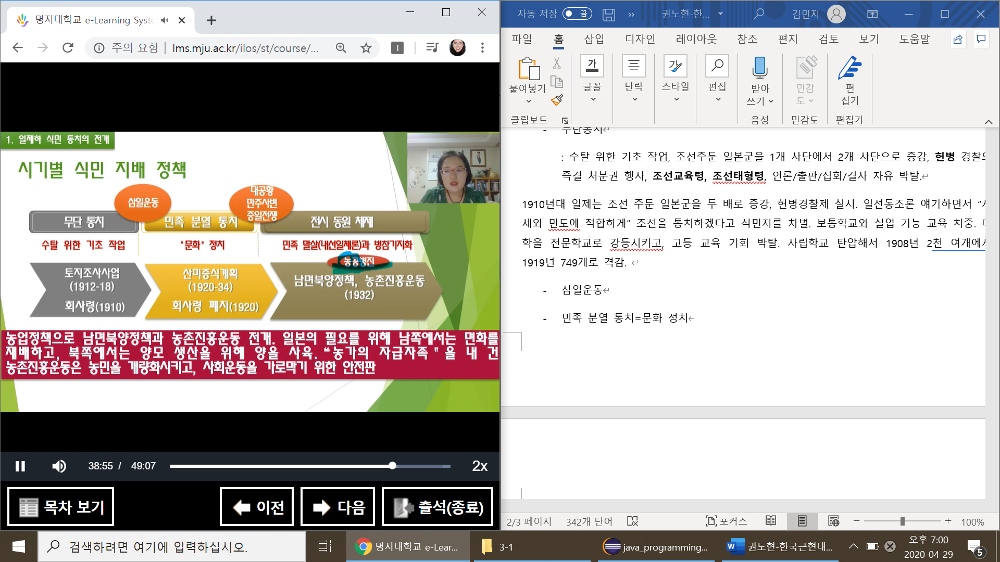 명지대학교 e-Learning Syste
주의 요함
lms.mju.ac.kr/ilos/st/course/...
1. 일제하 식민 통치의 전개
시기별 식민 지배 정책
삼일운동
대공황
만주사변
중일전쟁
무단 통치
민족 분열 통치
전시 동원 체제
수탈 위한 기초 작업
‘문화’ 정치
민족 말살(내선일체론)과 병참기지화
농공병진
토지조사사업
(1912-18)
회사령(1910)
산미증식계획
(1920-34)
회사령 폐지(1920)
남면북양정책, 농촌진흥운동
(1932)
농업정책으로 남면북양정책과 농촌진흥운동 전개. 일본의 필요를 위해 남쪽에서는 면화를
재배하고, 북쪽에서는 양모 생산을 위해 양을 사육. “농가의 자급자족"을 내 건
농촌진흥운동은 농민을 개량화시키고, 사회운동을 가로막기 위한 안전판
38:55 / 49:07
2x
목차 보기
이전
다음
출석(종료)
자동 저장
끔
권노현-한...
김민지
파일
홈
삽입
디자인
레이아웃
참조
편지
검토
보기
도움말
붙여넣기
가
글꼴
단락
가
스타일
편집
받아
쓰기
민감
도
편
집기
클립보드
음성
민감도
편집기
- 무단통치
: 수탈 위한 기초 작업, 조선주둔 일본군을 1개 사단에서 2개 사단으로 증강, 헌병 경찰의
즉결 처분권 행사, 조선교육령, 조선태형령, 언론/출판/집회/결사 자유 박탈.
1910년대 일제는 조선 주둔 일본군을 두 배로 증강, 헌병경찰제 실시. 일선동조론 얘기하면서 “시
세와 민도에 적합하게” 조선을 통치하겠다고 식민지를 차별. 보통학교와 실업 기능 교육 치중. 대
학을 전문학교로 강등시키고, 고등 교육 기회 박탈. 사립학교 탄압해서 1908년 2천 여개에서
1919년 749개로 격감.
- 삼일운동
- 민족 분열 통치=문화 정치
2/3 페이지
342개 단어
포커스
100%
검색하려면 여기에 입력하십시오.
명지대학교 e-Lear...
3-1
java_programming...
권노현-한국근현대...
오후 7:00
2020-04-29
5